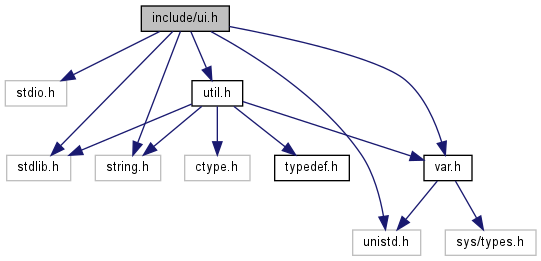 include/ui.h
stdio.h
util.h
stdlib.h
string.h
ctype.h
typedef.h
var.h
unistd.h
sys/types.h